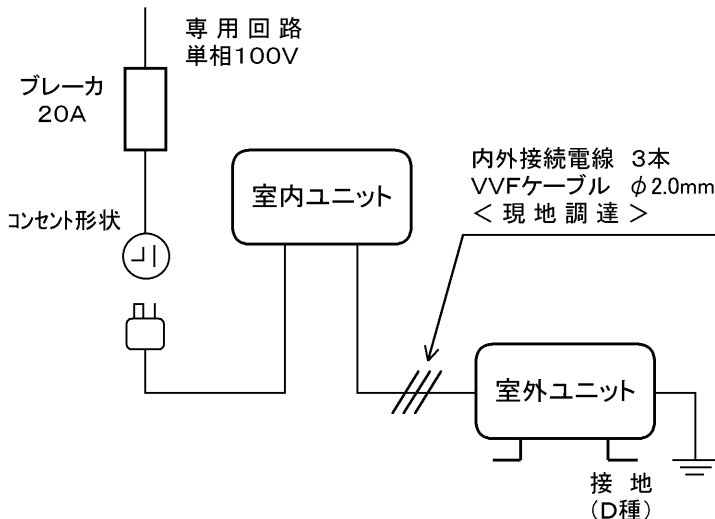 専用回路
単相100V
ブレーカ
20A
コンセント形状
室内ユニット
内外接続電線 3本
VVFケーブル φ2.0mm
<現地調達>
室外ユニット
接地
(D種)